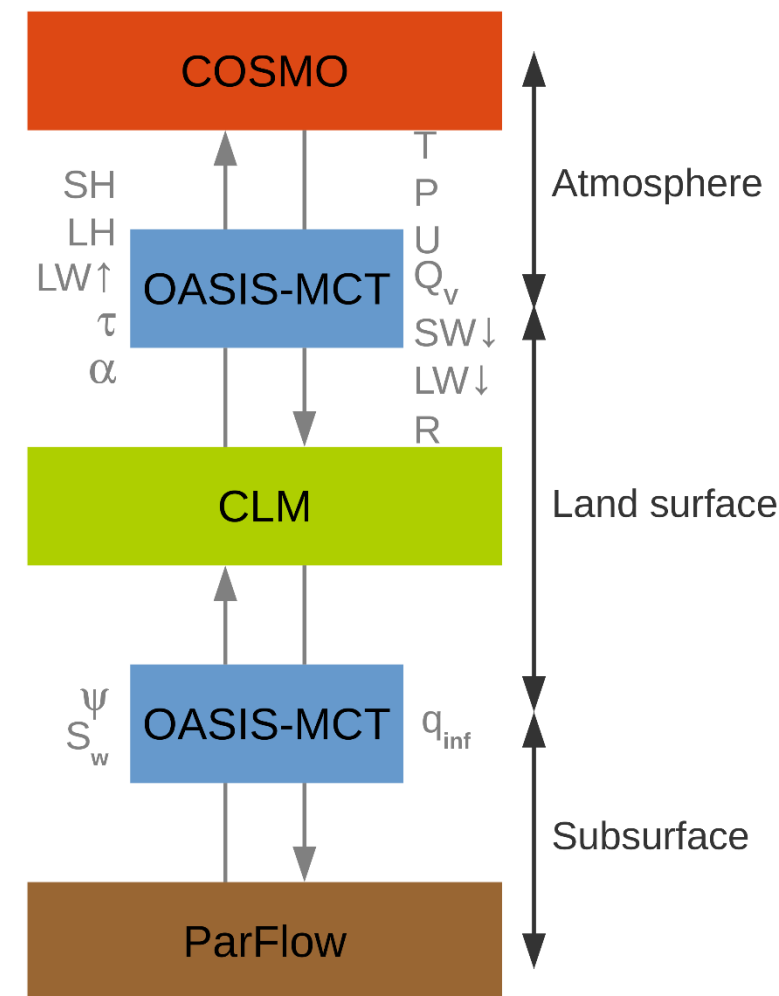 COSMO
SH
LH
LW↑
τ
α
OASIS-MCT
T
P
U
Qv
SW↓
LW↓
R
Atmosphere
CLM
Land surface
ψ
Sw
OASIS-MCT
qinf
Subsurface
ParFlow